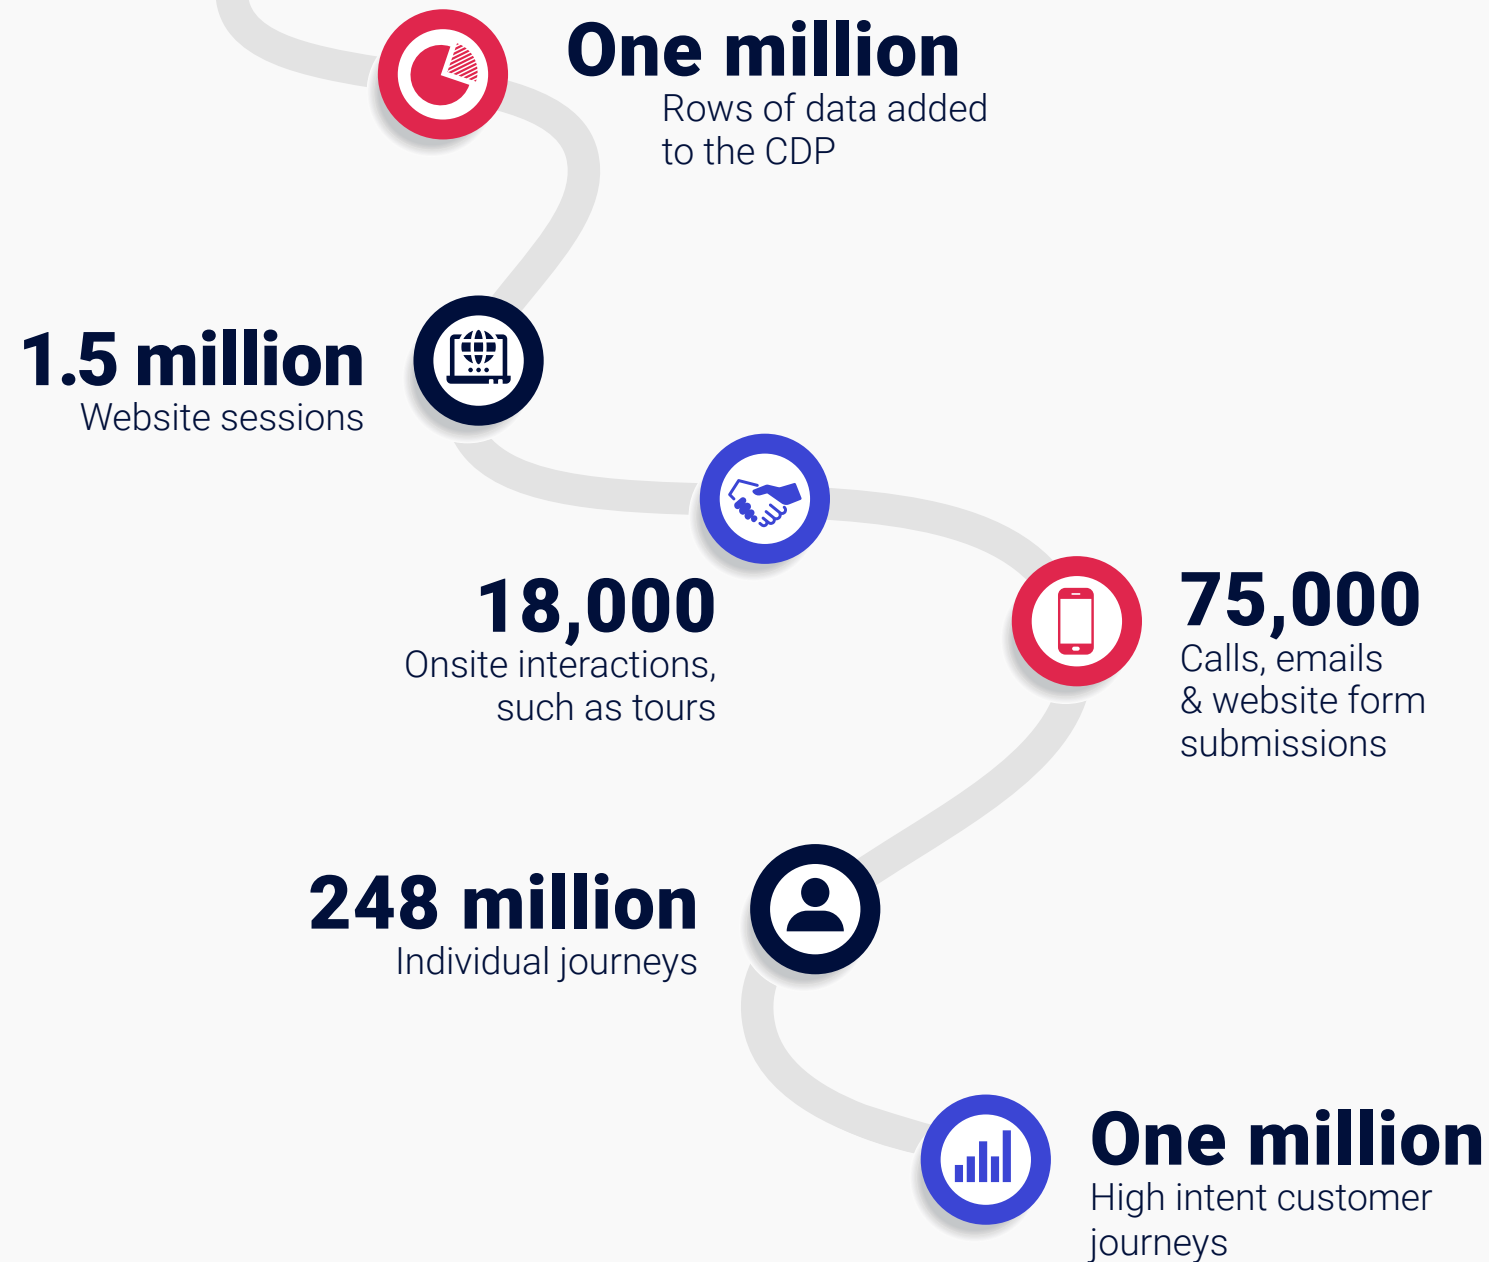 One million
Rows of data added
to the CDP
1.5 million
Website sessions
18,000
Onsite interactions,
such as tours
75,000
Calls, emails
& website form
submissions
248 million
Individual journeys
One million
High intent customer
journeys